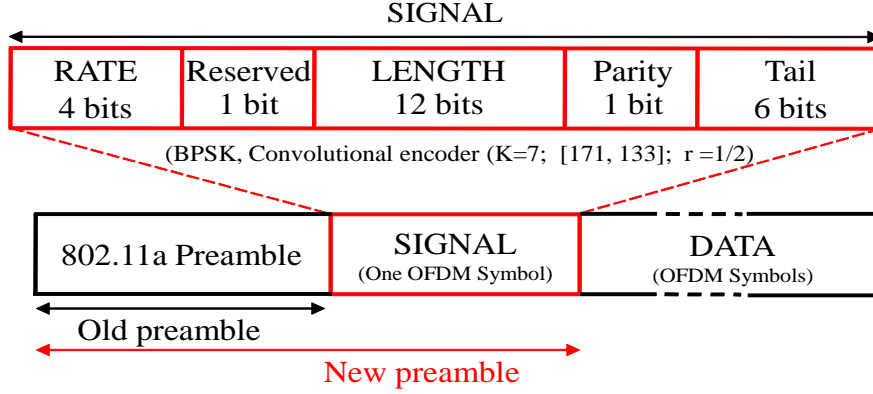 SIGNAL
RATE Reserved LENGTH Parity Tail
4 bits 1 bit 12 bits 1 bit 6 bits
(BPSK, Convolutional encoder (K=7; [171, 133]; r =1/2)
802.11a Preamble SIGNAL DATA
(One OFDM Symbol) (OFDM Symbols)
Old preamble
New preamble